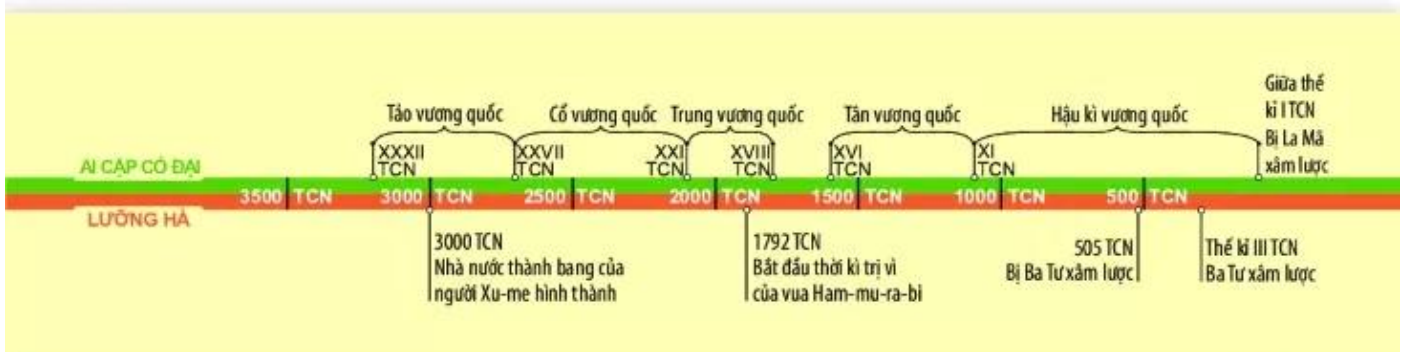 Giữa thế
kỉ I TCN
Bị La Mã
xâm lược
Tảo vương quốc
Cổ vương quốc
Trung vương quốc
Tân vương quốc
Hậu kì vương quốc
XXXII
TCN
XXVII
TCN
XXI
TCN
XVIII
TCN
XVI
TCN
XI
TCN
AI CẬP CỔ ĐẠI
3500 TCN
3000 TCN
2500 TCN
2000 TCN
1500 TCN
1000 TCN
500 TCN
LƯỠNG HÀ
3000 TCN
Nhà nước thành bang của
người Xu-me hình thành
1792 TCN
Bắt đầu thời kì trị vì
của vua Ham-mu-ra-bi
505 TCN
Bị Ba Tư xâm lược
Thế kỉ III TCN
Ba Tư xâm lược